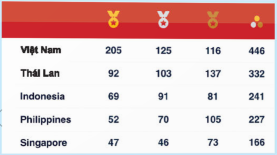 Việt Nam 205 125 116 446
Thái Lan 92 103 137 332
Indonesia 69 91 81 241
Philippines 52 70 105 227
Singapore 47 46 73 166